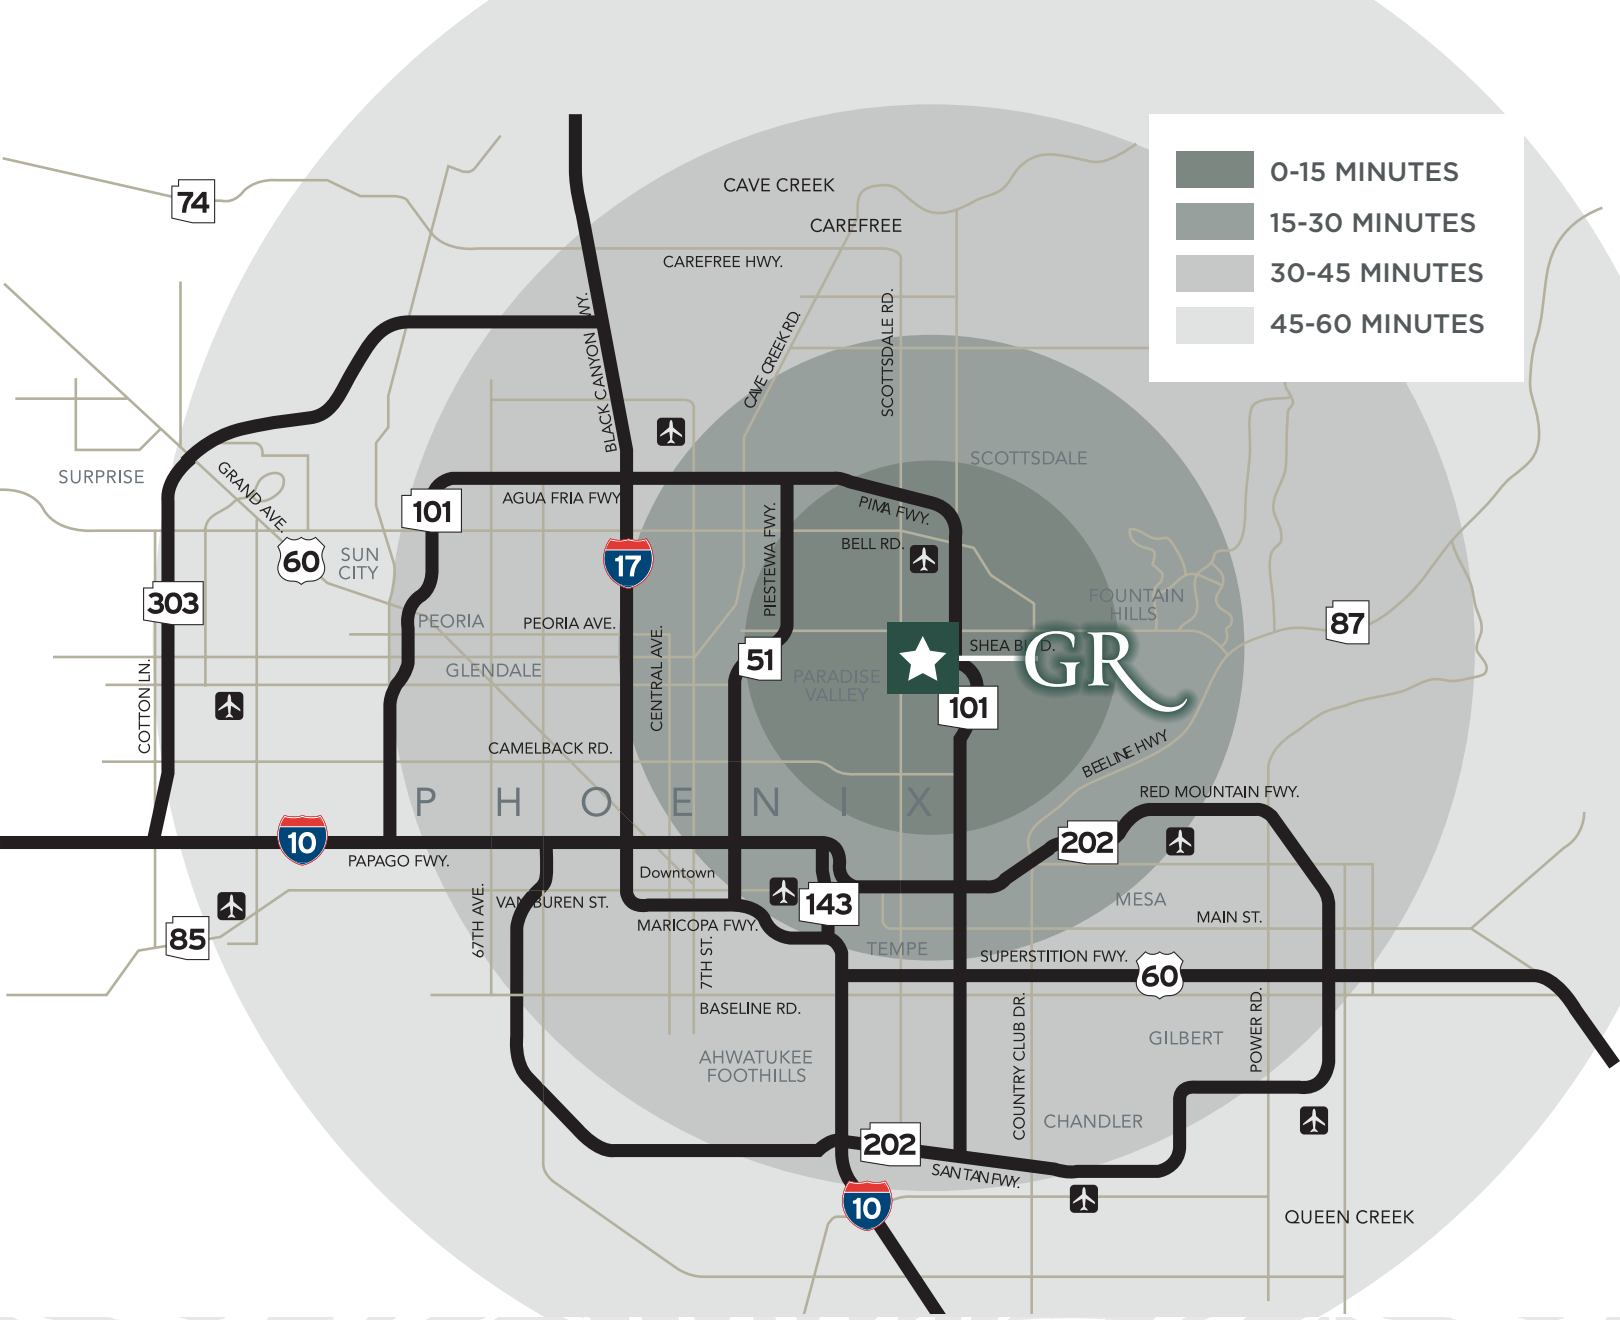 0-15 MINUTES
15-30 MINUTES
30-45 MINUTES
45-60 MINUTES
74
CAVE CREEK
CAREFREE
CAREFREE HWY.
BLACK CANYON
WY.
CAVE CREEK RD.
SCOTTSDALE RD.
SURPRISE
GRAND AVE.
SCOTTSDALE
101
AGUA FRIA FWY
PIMA FWY.
PIESTEWA FWY.
BELL RD.
60
SUN
CITY
17
303
PEORIA
PEORIA AVE.
FOUNTAIN
HILLS
87
GLENDALE
CENTRAL AVE.
51
PARADISE
VALLEY
SHEA BLVD.
GR
101
COTTON LN.
CAMELBACK RD.
BEELINE HWY
PHOENIX
RED MOUNTAIN FWY.
10
PAPAGO FWY.
202
Downtown
67TH AVE.
VAN BUREN ST.
143
MESA
MAIN ST.
85
MARICOPA FWY.
7TH ST.
TEMPE
SUPERSTITION FWY.
60
BASELINE RD.
COUNTRY CLUB DR.
POWER RD.
GILBERT
AHWATUKEE
FOOTHILLS
CHANDLER
202
SAN TAN FWY.
10
QUEEN CREEK